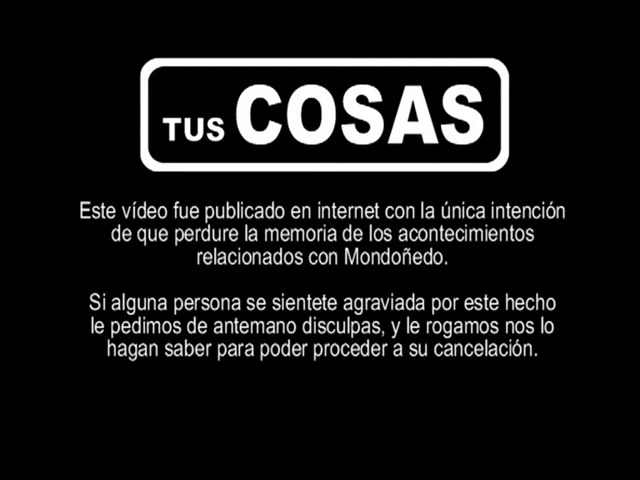 TUS COSAS
Este vídeo fue publicado en internet con la única intención
de que perdure la memoria de los acontecimientos
relacionados con Mondoñedo.
Si alguna persona se sientete agraviada por este hecho
le pedimos de antemano disculpas, y le rogamos nos lo
hagan saber para poder proceder a su cancelación.